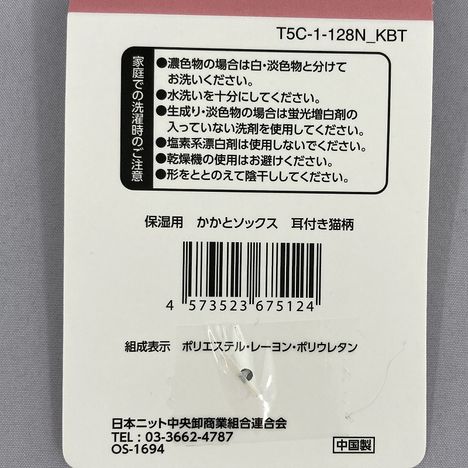 T5C-1-128N_KBT
家庭での洗濯時のご注意
●濃色物の場合は白・淡色物と分けて
お洗いください。
●水洗いを十分にしてください。
●生成り・淡色物の場合は蛍光増白剤の
入っていない洗剤を使用してください。
●塩素系漂白剤は使用しないでください。
●乾燥機の使用はお避けください。
●形をととのえて陰干ししてください。
保湿用 かかとソックス 耳付き猫柄
4 573523 675124
組成表示 ポリエステル・レーヨン・ポリウレタン
日本ニット中央卸商業組合連合会
TEL : 03-3662-4787
OS-1694
中国製